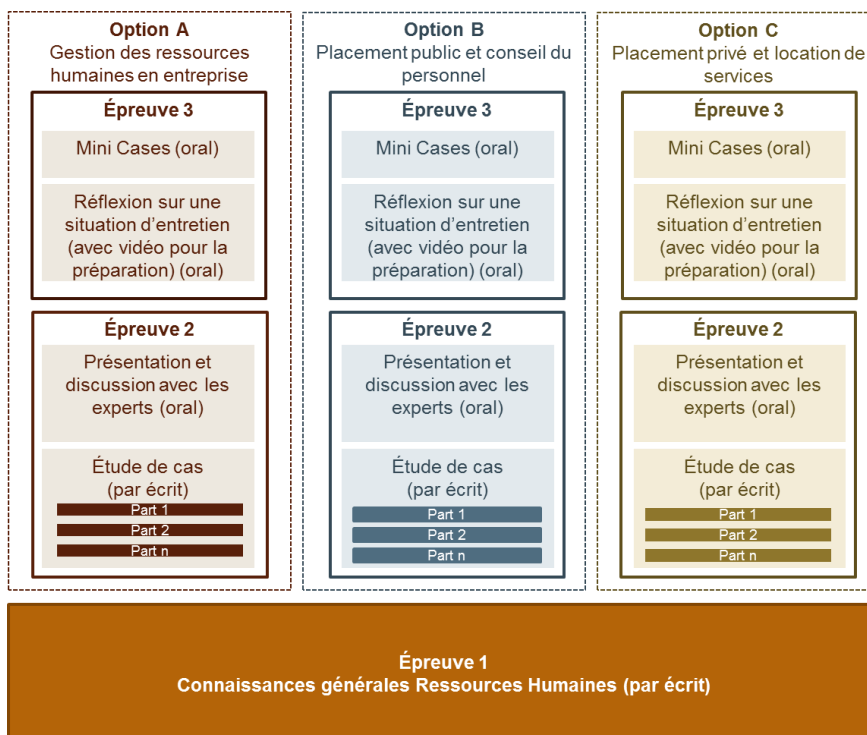 Option A
Gestion des ressources
humaines en entreprise
Épreuve 3
Mini Cases (oral)
Réflexion sur une
situation d'entretien
(avec vidéo pour la
préparation) (oral)
Épreuve 2
Présentation et
discussion avec les
experts (oral)
Étude de cas
(par écrit)
Part 1
Part 2
Part n
Option B
Placement public et conseil du
personnel
Épreuve 3
Mini Cases (oral)
Réflexion sur une
situation d'entretien
(avec vidéo pour la
préparation) (oral)
Épreuve 2
Présentation et
discussion avec les
experts (oral)
Étude de cas
(par écrit)
Part 1
Part 2
Part n
Option C
Placement privé et location de
services
Épreuve 3
Mini Cases (oral)
Réflexion sur une
situation d'entretien
(avec vidéo pour la
préparation) (oral)
Épreuve 2
Présentation et
discussion avec les
experts (oral)
Étude de cas
(par écrit)
Part 1
Part 2
Part n
Épreuve 1
Connaissances générales Ressources Humaines (par écrit)